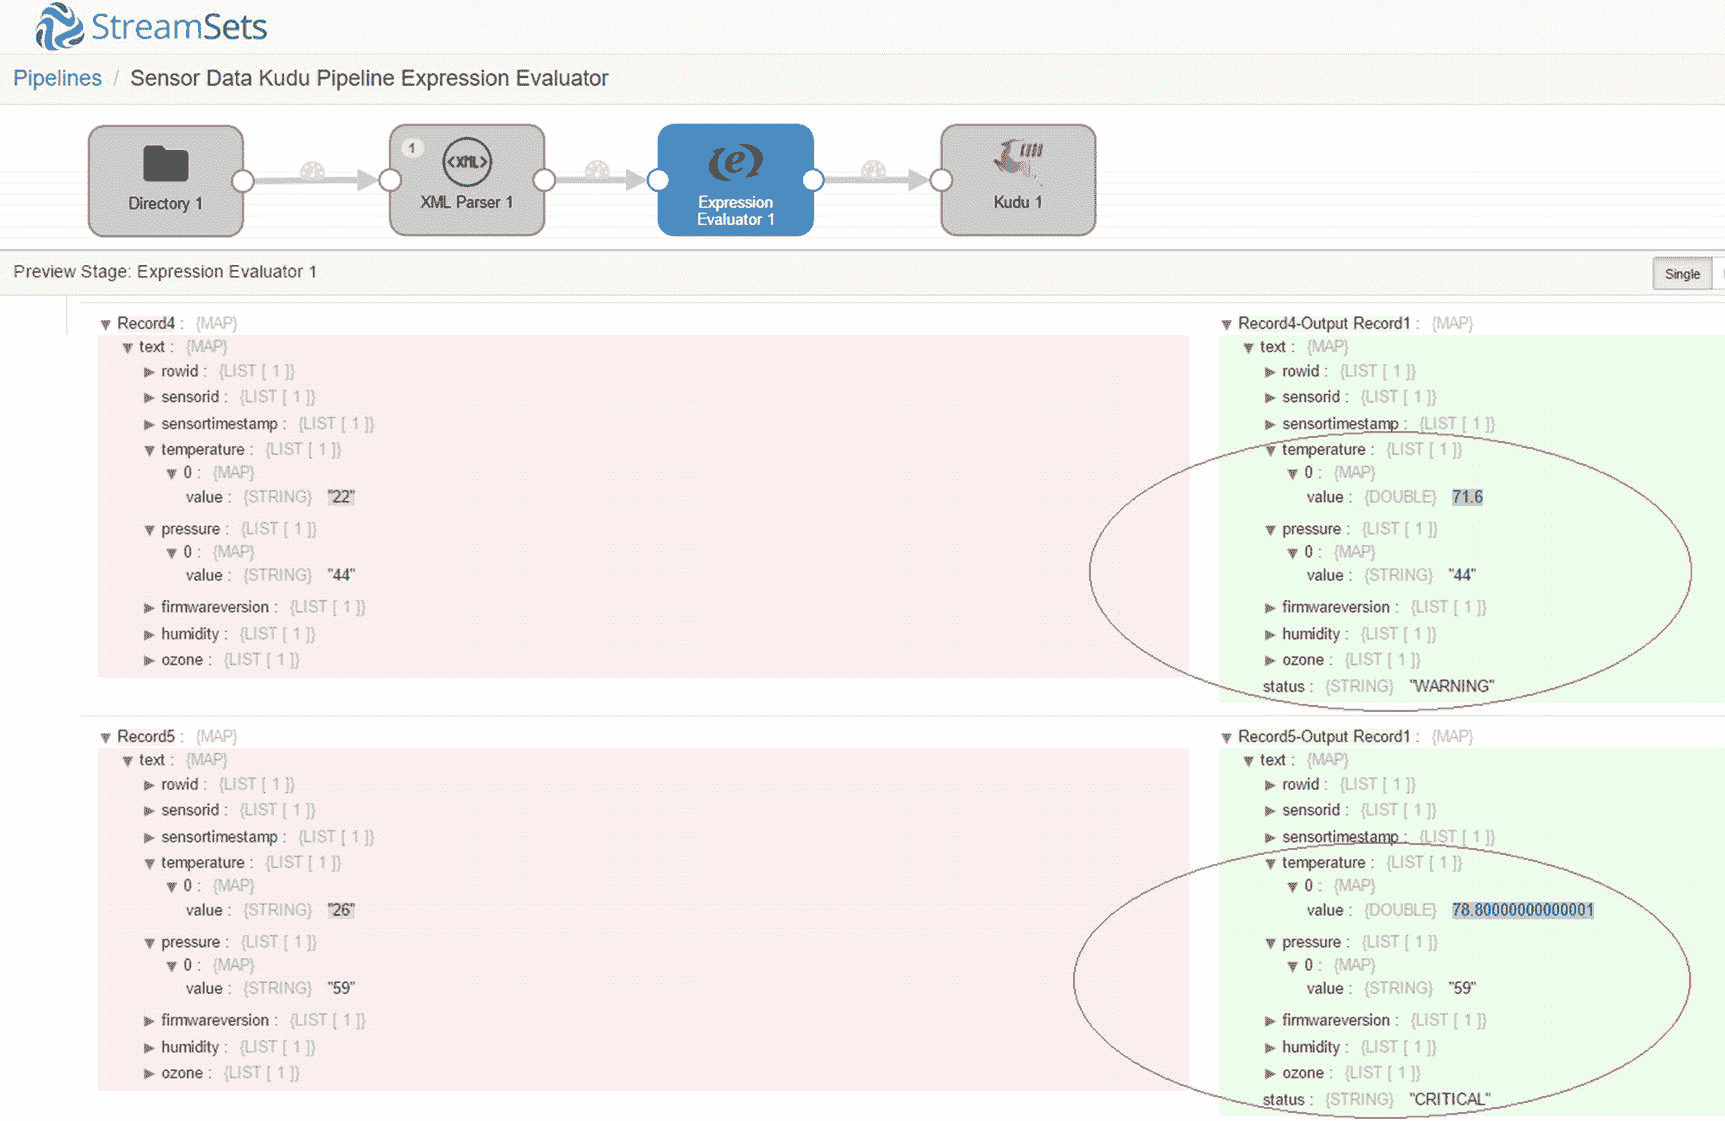 StreamSets
Pipelines / Sensor Data Kudu Pipeline Expression Evaluator
Directory 1
1
<XML>
XML Parser 1
e
Expression
Evaluator 1
Kudu 1
Preview Stage: Expression Evaluator 1
Single
Record4 : {MAP}
text : {MAP}
rowid : {LIST [ 1 ]}
sensorid : {LIST [ 1 ]}
sensortimestamp : {LIST [ 1 ]}
temperature : {LIST [ 1 ]}
0 : {MAP}
value : {STRING} "22"
pressure : {LIST [ 1 ]}
0 : {MAP}
value : {STRING} "44"
firmwareversion : {LIST [ 1 ]}
humidity : {LIST [ 1 ]}
ozone : {LIST [ 1 ]}
Record4-Output Record1 : {MAP}
text : {MAP}
rowid : {LIST [ 1 ]}
sensorid : {LIST [ 1 ]}
sensortimestamp : {LIST [ 1 ]}
temperature : {LIST [ 1 ]}
0 : {MAP}
value : {DOUBLE} 71.6
pressure : {LIST [ 1 ]}
0 : {MAP}
value : {STRING} "44"
firmwareversion : {LIST [ 1 ]}
humidity : {LIST [ 1 ]}
ozone : {LIST [ 1 ]}
status : {STRING} "WARNING"
Record5 : {MAP}
text : {MAP}
rowid : {LIST [ 1 ]}
sensorid : {LIST [ 1 ]}
sensortimestamp : {LIST [ 1 ]}
temperature : {LIST [ 1 ]}
0 : {MAP}
value : {STRING} "26"
pressure : {LIST [ 1 ]}
0 : {MAP}
value : {STRING} "59"
firmwareversion : {LIST [ 1 ]}
humidity : {LIST [ 1 ]}
ozone : {LIST [ 1 ]}
Record5-Output Record1 : {MAP}
text : {MAP}
rowid : {LIST [ 1 ]}
sensorid : {LIST [ 1 ]}
sensortimestamp : {LIST [ 1 ]}
temperature : {LIST [ 1 ]}
0 : {MAP}
value : {DOUBLE} 78.80000000000001
pressure : {LIST [ 1 ]}
0 : {MAP}
value : {STRING} "59"
firmwareversion : {LIST [ 1 ]}
humidity : {LIST [ 1 ]}
ozone : {LIST [ 1 ]}
status : {STRING} "CRITICAL"